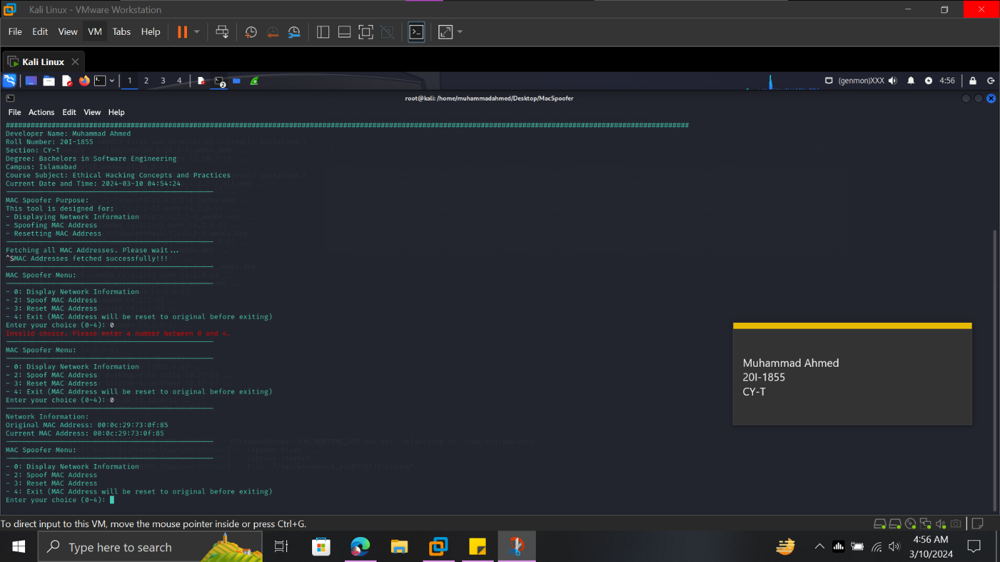 Kali Linux - VMware Workstation
File Edit View VM Tabs Help
Kali Linux
1 2 3 4
2
(genmon)XXX 4:56
root@kali: /home/muhammadahmed/Desktop/MacSpoofer
File Actions Edit View Help
Developer Name: Muhammad Ahmed
Roll Number: 20I-1855
Section: CY-T
Degree: Bachelors in Software Engineering
Campus: Islamabad
Course Subject: Ethical Hacking Concepts and Practices
Current Date and Time: 2024-03-10 04:54:24
MAC Spoofer Purpose:
This tool is designed for:
- Displaying Network Information
- Spoofing MAC Address
- Resetting MAC Address
Fetching all MAC Addresses. Please wait...
^SMAC Addresses fetched successfully!!!
MAC Spoofer Menu:
- 0: Display Network Information
- 2: Spoof MAC Address
- 3: Reset MAC Address
- 4: Exit (MAC Address will be reset to original before exiting)
Enter your choice (0-4): 0
Invalid choice. Please enter a number between 0 and 4.
MAC Spoofer Menu:
- 0: Display Network Information
- 2: Spoof MAC Address
- 3: Reset MAC Address
- 4: Exit (MAC Address will be reset to original before exiting)
Enter your choice (0-4): 0
Network Information:
Original MAC Address: 00:0c:29:73:0f:85
Current MAC Address: 00:0c:29:73:0f:85
MAC Spoofer Menu:
- 0: Display Network Information
- 2: Spoof MAC Address
- 3: Reset MAC Address
- 4: Exit (MAC Address will be reset to original before exiting)
Enter your choice (0-4):
Muhammad Ahmed
20I-1855
CY-T
To direct input to this VM, move the mouse pointer inside or press Ctrl+G.
Type here to search
4:56 AM
3/10/2024